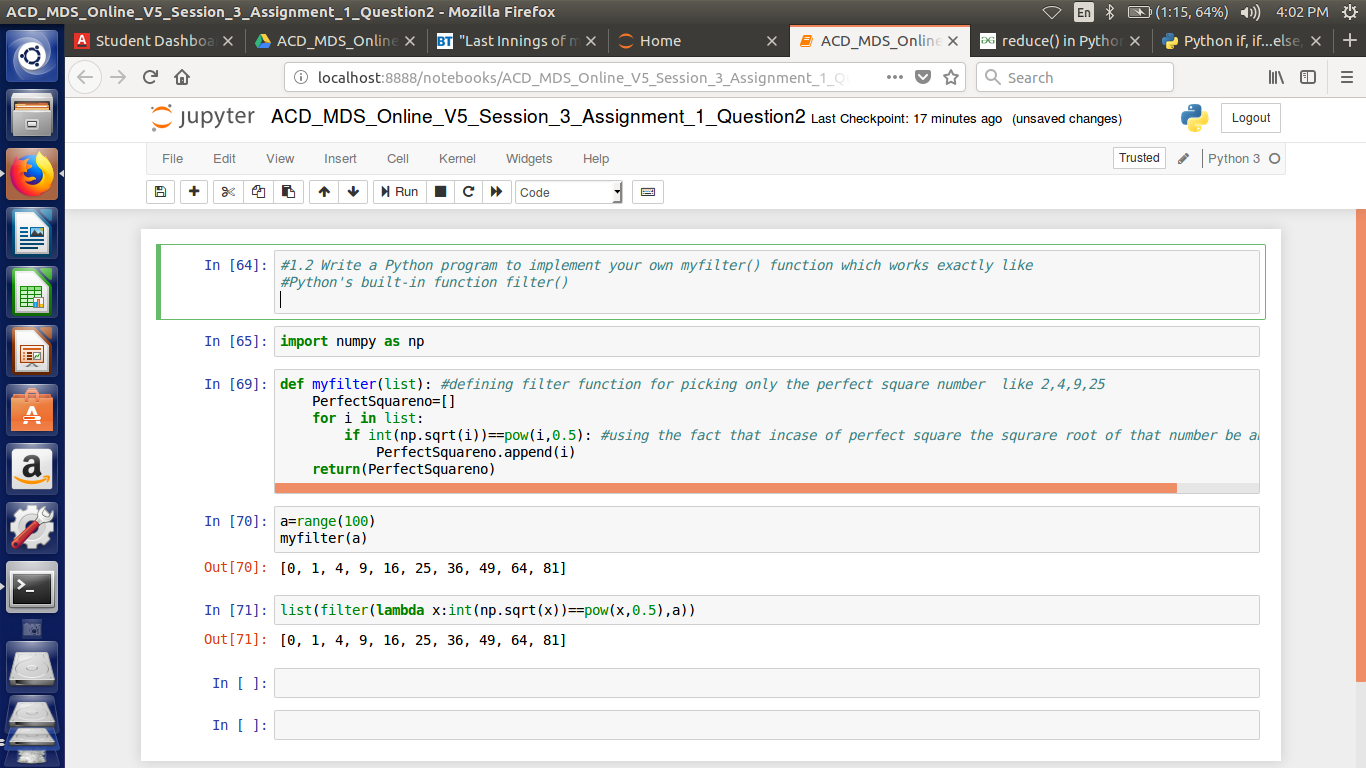 ACD_MDS_Online_V5_Session_3_Assignment_1_Question2 - Mozilla Firefox
En
(1:15, 64%)
4:02 PM
Student Dashboa
ACD_MDS_Online
BT "Last Innings of m
Home
ACD_MDS_Online
reduce() in Pytho
Python if, if...else
localhost:8888/notebooks/ACD_MDS_Online_V5_Session_3_Assignment_1_Qu
Search
jupyter ACD_MDS_Online_V5_Session_3_Assignment_1_Question2 Last Checkpoint: 17 minutes ago (unsaved changes)
Logout
File Edit View Insert Cell Kernel Widgets Help
Trusted
Python 3
Run
Code
In [64]: #1.2 Write a Python program to implement your own myfilter() function which works exactly like
#Python's built-in function filter()
In [65]: import numpy as np
In [69]: def myfilter(list): #defining filter function for picking only the perfect square number  like 2,4,9,25
    PerfectSquareno=[]
    for i in list:
        if int(np.sqrt(i))==pow(i,0.5): #using the fact that incase of perfect square the squrare root of that number be
            PerfectSquareno.append(i)
    return(PerfectSquareno)
In [70]: a=range(100)
myfilter(a)
Out[70]: [0, 1, 4, 9, 16, 25, 36, 49, 64, 81]
In [71]: list(filter(lambda x:int(np.sqrt(x))==pow(x,0.5),a))
Out[71]: [0, 1, 4, 9, 16, 25, 36, 49, 64, 81]
In [ ]:
In [ ]: